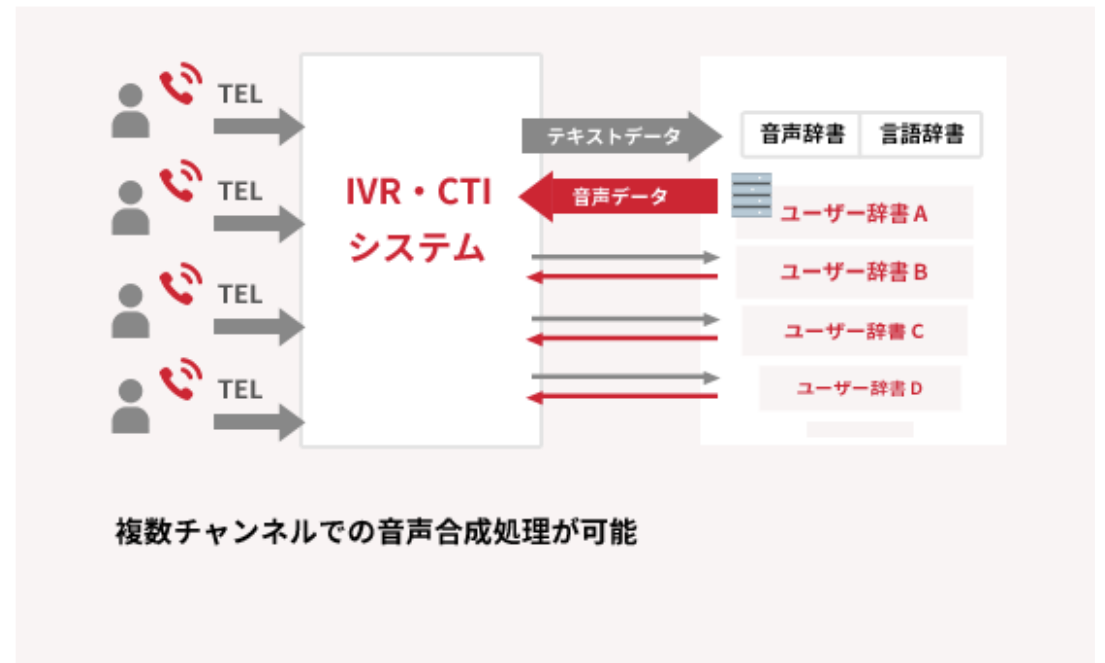 TEL
TEL
TEL
TEL
IVR・CTI
システム
テキストデータ
音声データ
音声辞書 言語辞書
ユーザー辞書 A
ユーザー辞書 B
ユーザー辞書 C
ユーザー辞書 D
複数チャンネルでの音声合成処理が可能